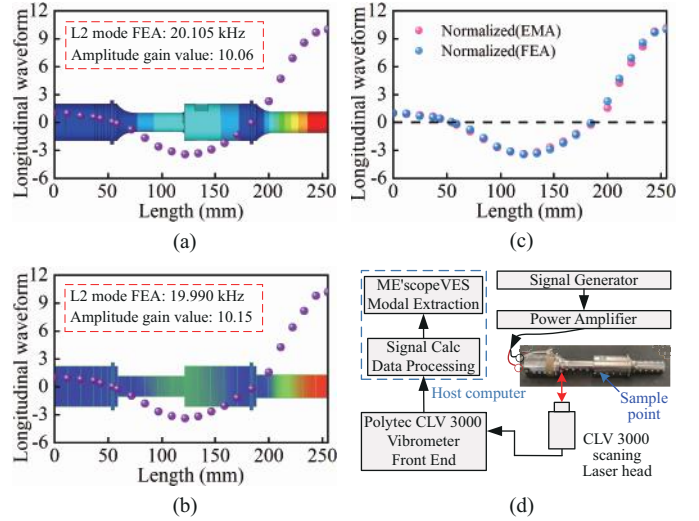 (a)
L2 mode FEA: 20.105 kHz
Amplitude gain value: 10.06
Longitudinal waveform
12
9
6
3
0
-3
-6
0 50 100 150 200 250
Length (mm)
(c)
Normalized(EMA)
Normalized(FEA)
Longitudinal waveform
12
9
6
3
0
-3
-6
0 50 100 150 200 250
Length (mm)
(b)
L2 mode FEA: 19.990 kHz
Amplitude gain value: 10.15
Longitudinal waveform
12
9
6
3
0
-3
-6
0 50 100 150 200 250
Length (mm)
ME'scopeVES
Modal Extraction
Signal Calc
Data Processing
Host computer
Polytec CLV 3000
Vibrometer
Front End
Signal Generator
Power Amplifier
Sample
point
CLV 3000
scaning
Laser head
(d)